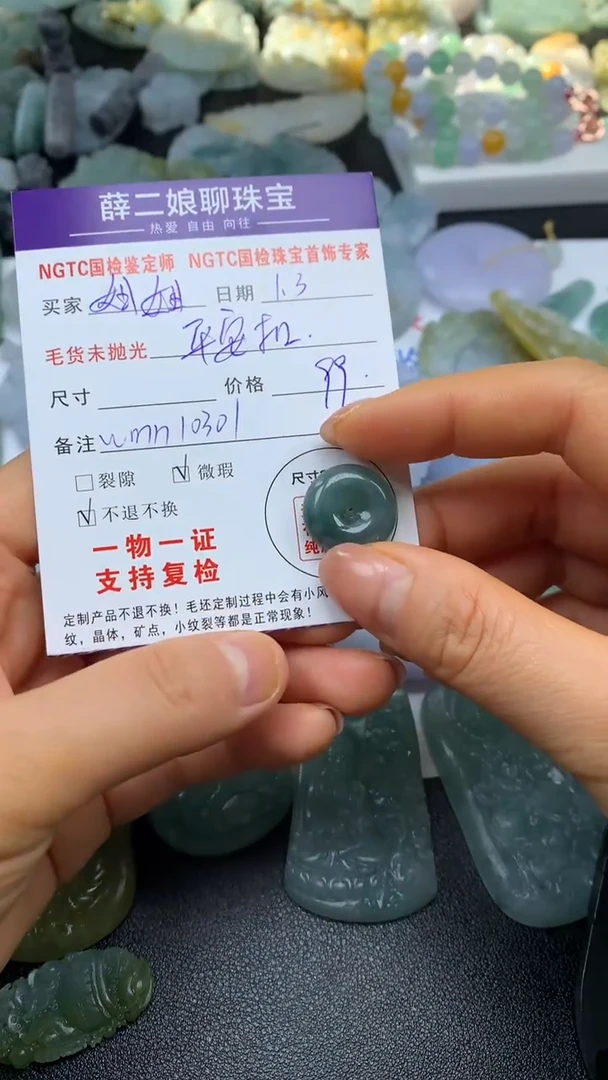 薛二娘聊珠宝
热爱 自由 向往
NGTC国检鉴定师 NGTC国检珠宝首饰专家
买家 日期 1.3
毛货未抛光 平安扣.
尺寸 价格 99.
备注 wmn10301
裂隙 微瑕
不退不换
尺寸
一物一证
支持复检
定制产品不退不换！毛坯定制过程中会有小风
纹，晶体，矿点，小纹裂等都是正常现象！